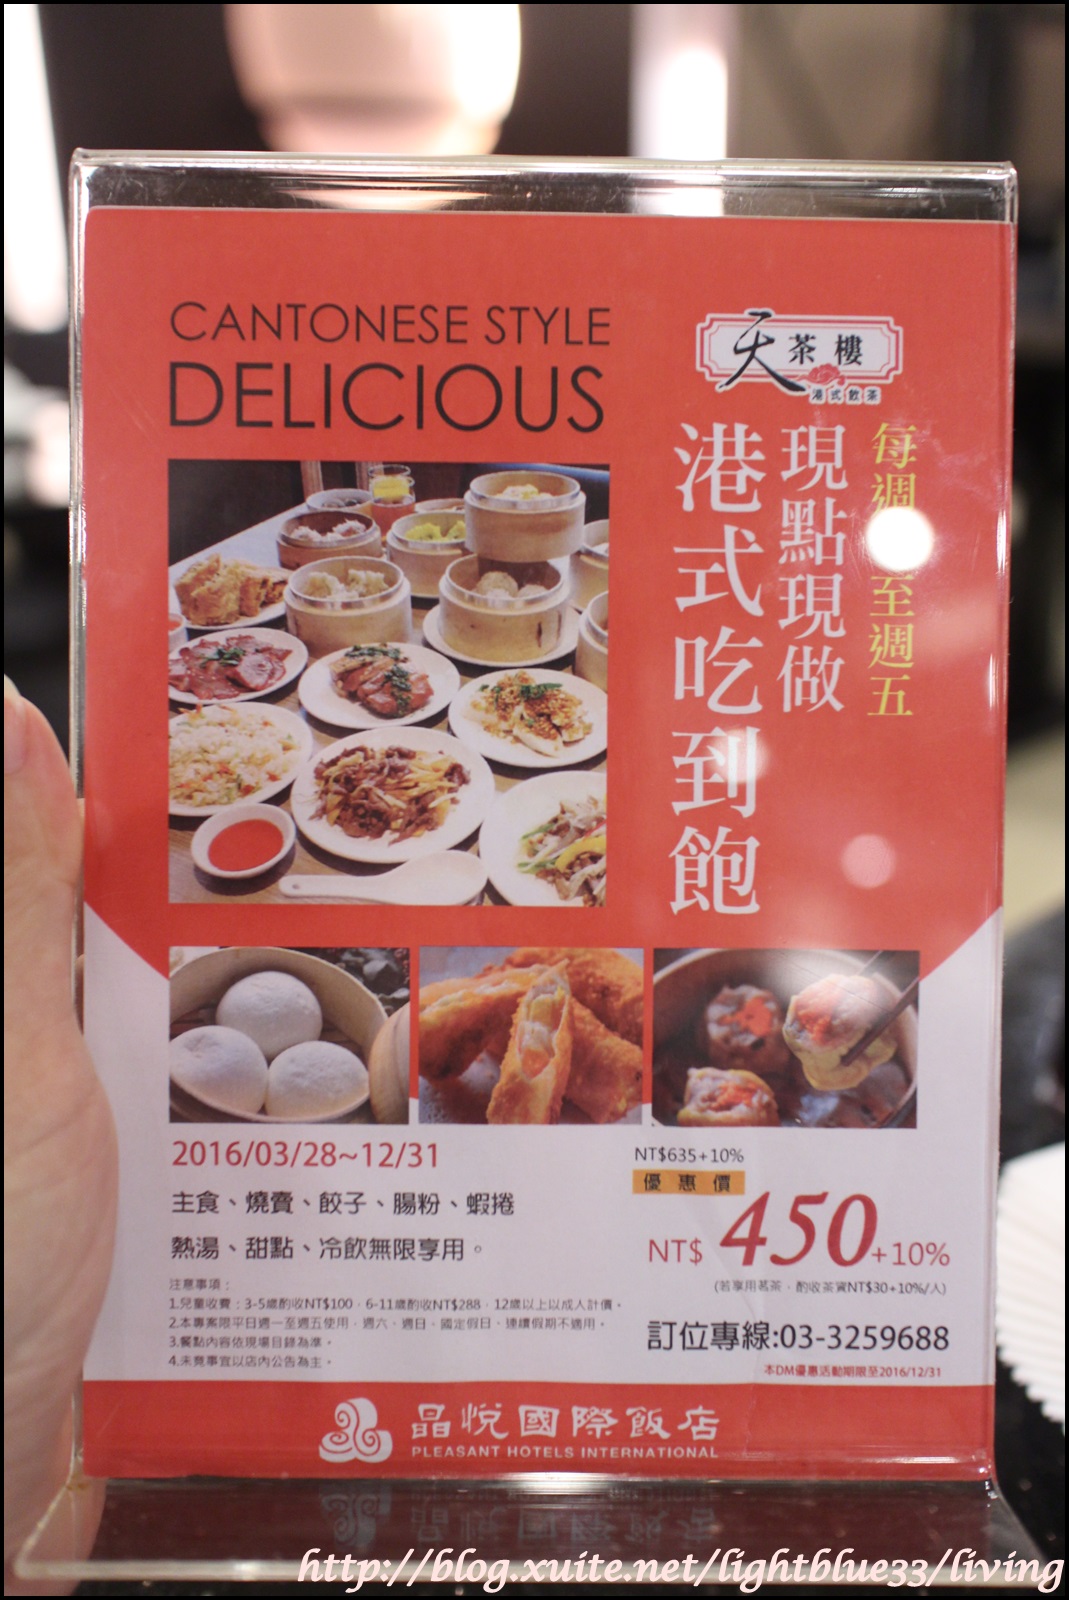 CANTONESE STYLE
DELICIOUS
天茶樓
港式飲茶
每週
至週五
現點現做
港式吃到飽
2016/03/28~12/31
主食、燒賣、餃子、腸粉、蝦捲
熱湯、甜點、冷飲無限享用。
注意事項：
1.兒童收費：3-5歲酌收NT$100，6-11歲酌收NT$288，12歲以上以成人計價。
2.本專案限平日週一至週五使用，週六、週日、國定假日、連續假期不適用。
3.餐點內容依現場目錄為準。
4.未竟事宜以店內公告為主。
NT$635+10%
優惠價
NT$ 450+10%
(若享用茗茶，酌收茶資NT$30+10%/人)
訂位專線:03-3259688
本DM優惠活動期限至2016/12/31
晶悅國際飯店
PLEASANT HOTELS INTERNATIONAL
http://blog.xuite.net/lightblue33/living